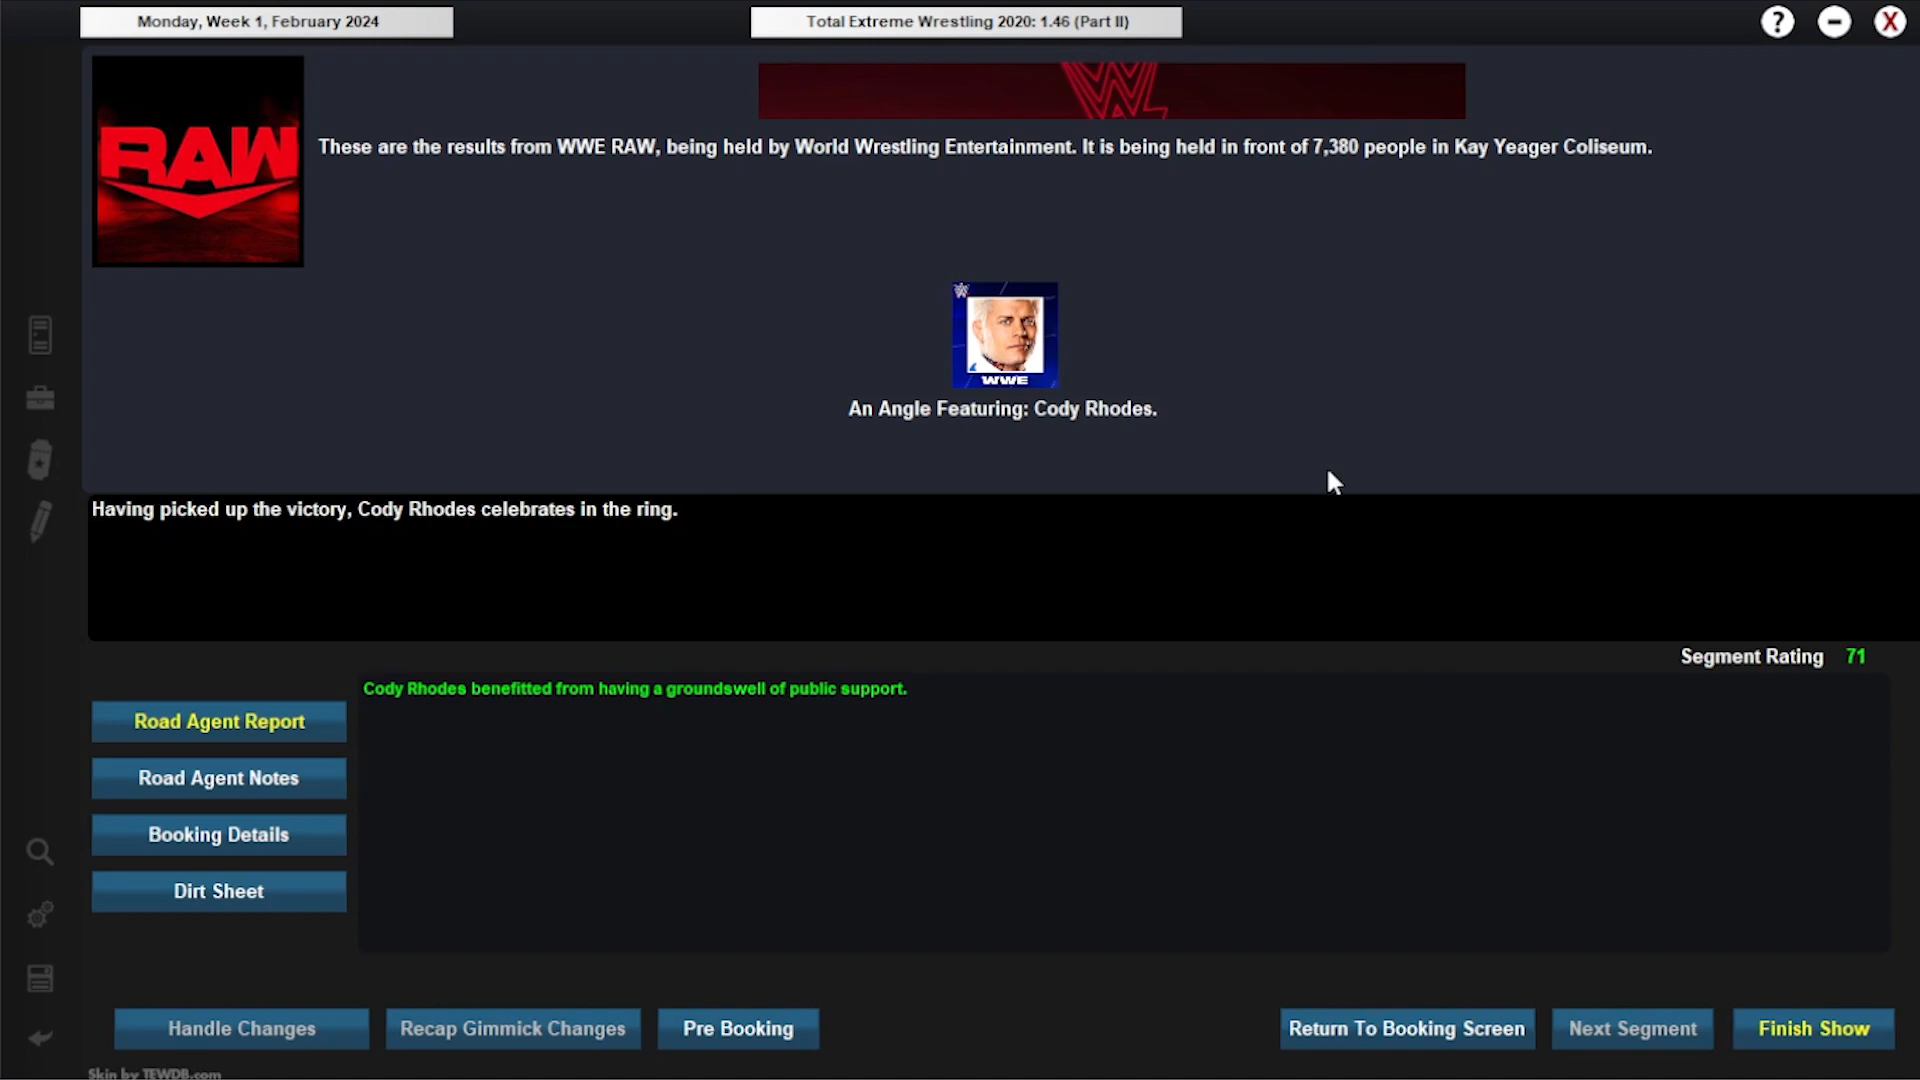 Monday, Week 1, February 2024
Total Extreme Wrestling 2020: 1.46 (Part II)
?
X
RAW
These are the results from WWE RAW, being held by World Wrestling Entertainment. It is being held in front of 7,380 people in Kay Yeager Coliseum.
WWE
An Angle Featuring: Cody Rhodes.
Having picked up the victory, Cody Rhodes celebrates in the ring.
Segment Rating 71
Cody Rhodes benefitted from having a groundswell of public support.
Road Agent Report
Road Agent Notes
Booking Details
Dirt Sheet
Handle Changes
Recap Gimmick Changes
Pre Booking
Return To Booking Screen
Next Segment
Finish Show
Skin by TEWDB.com